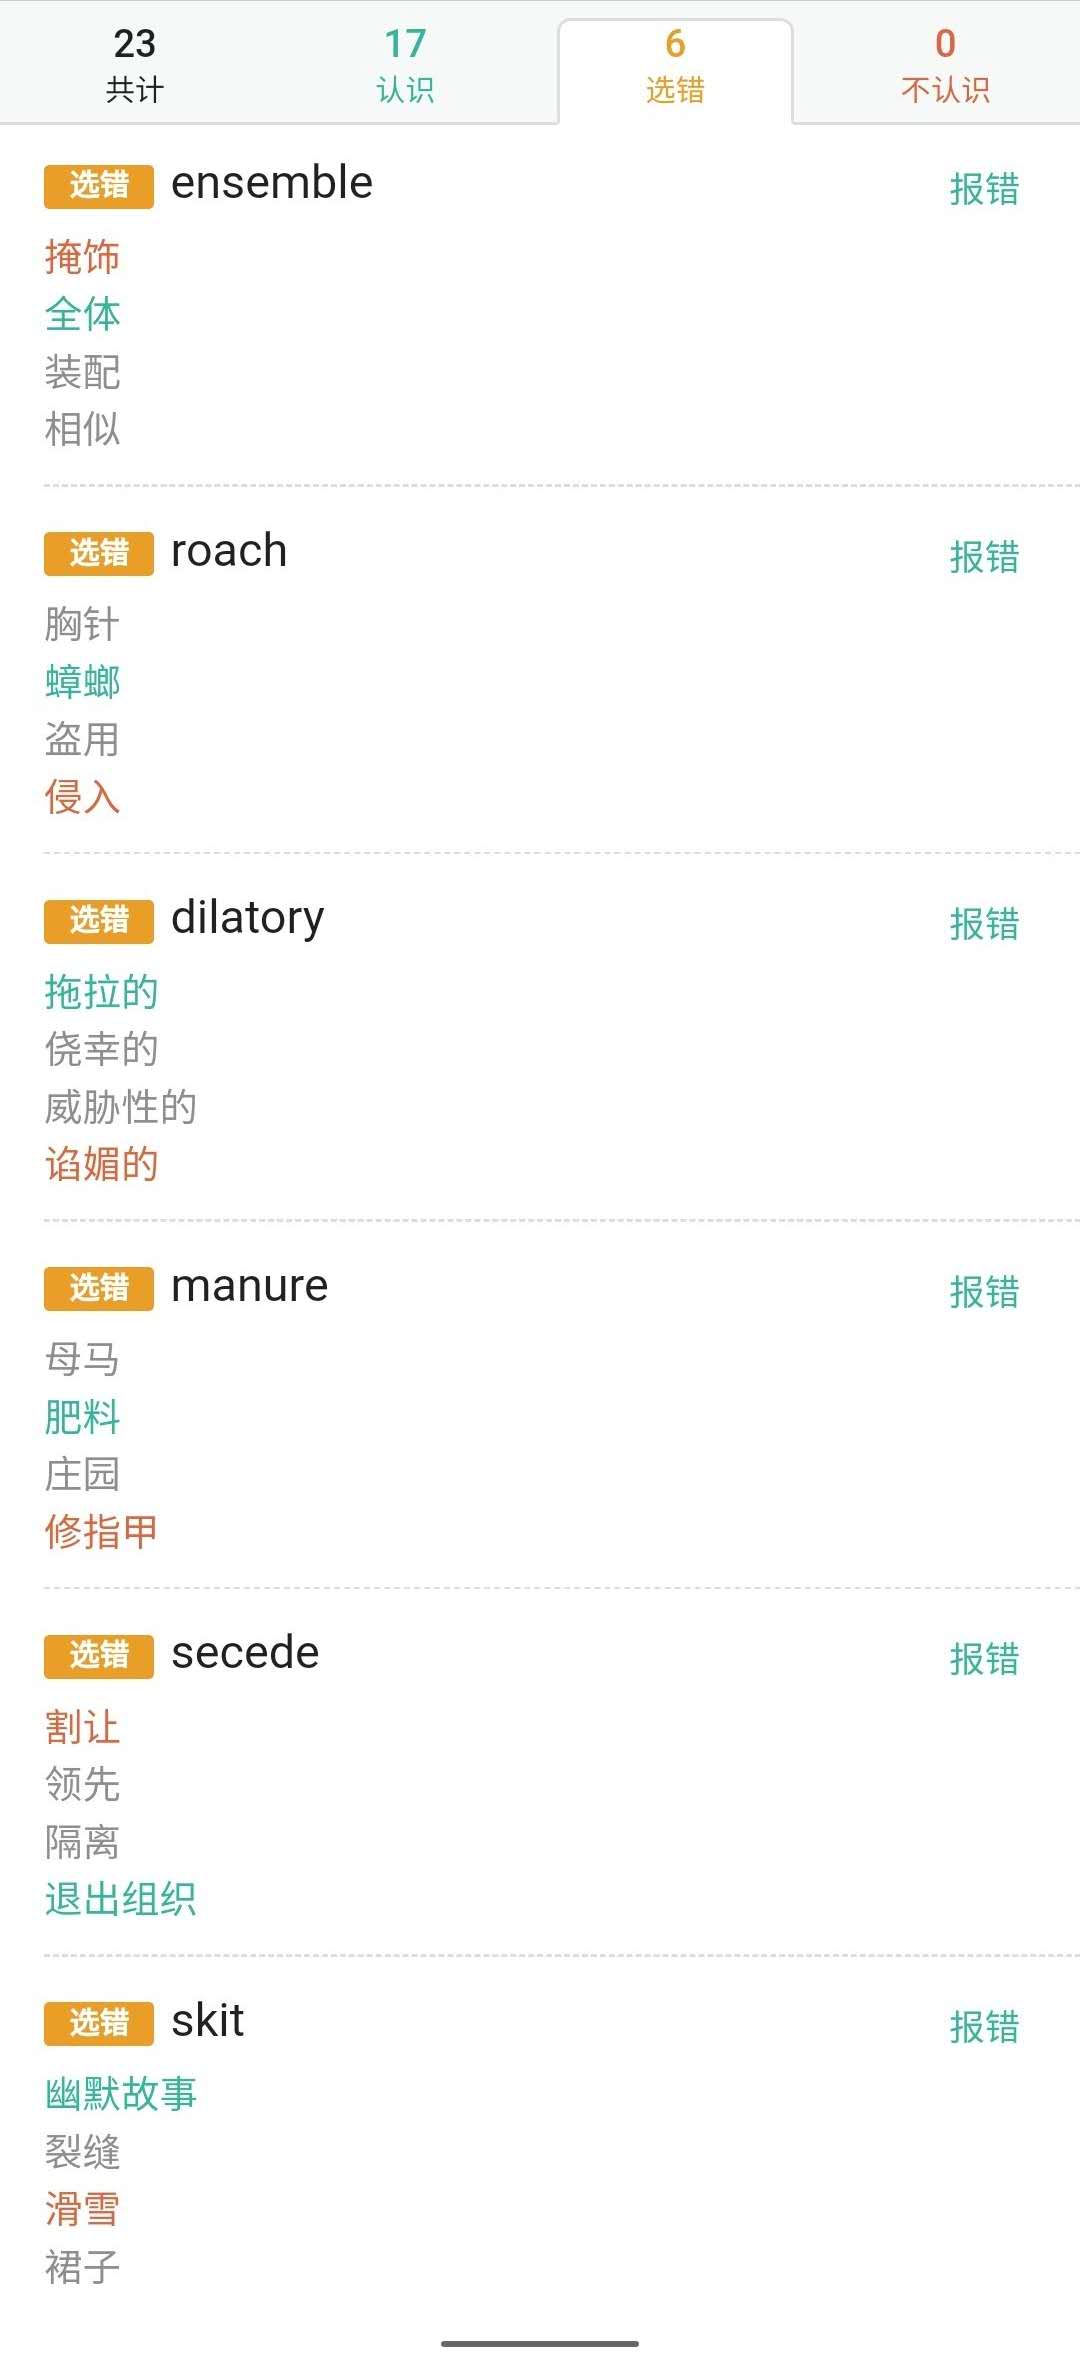 23 17 6 0
共计 认识 选错 不认识
选错 ensemble 报错
掩饰
全体
装配
相似
选错 roach 报错
胸针
蟑螂
盗用
侵入
选错 dilatory 报错
拖拉的
侥幸的
威胁性的
谄媚的
选错 manure 报错
母马
肥料
庄园
修指甲
选错 secede 报错
割让
领先
隔离
退出组织
选错 skit 报错
幽默故事
裂缝
滑雪
裙子